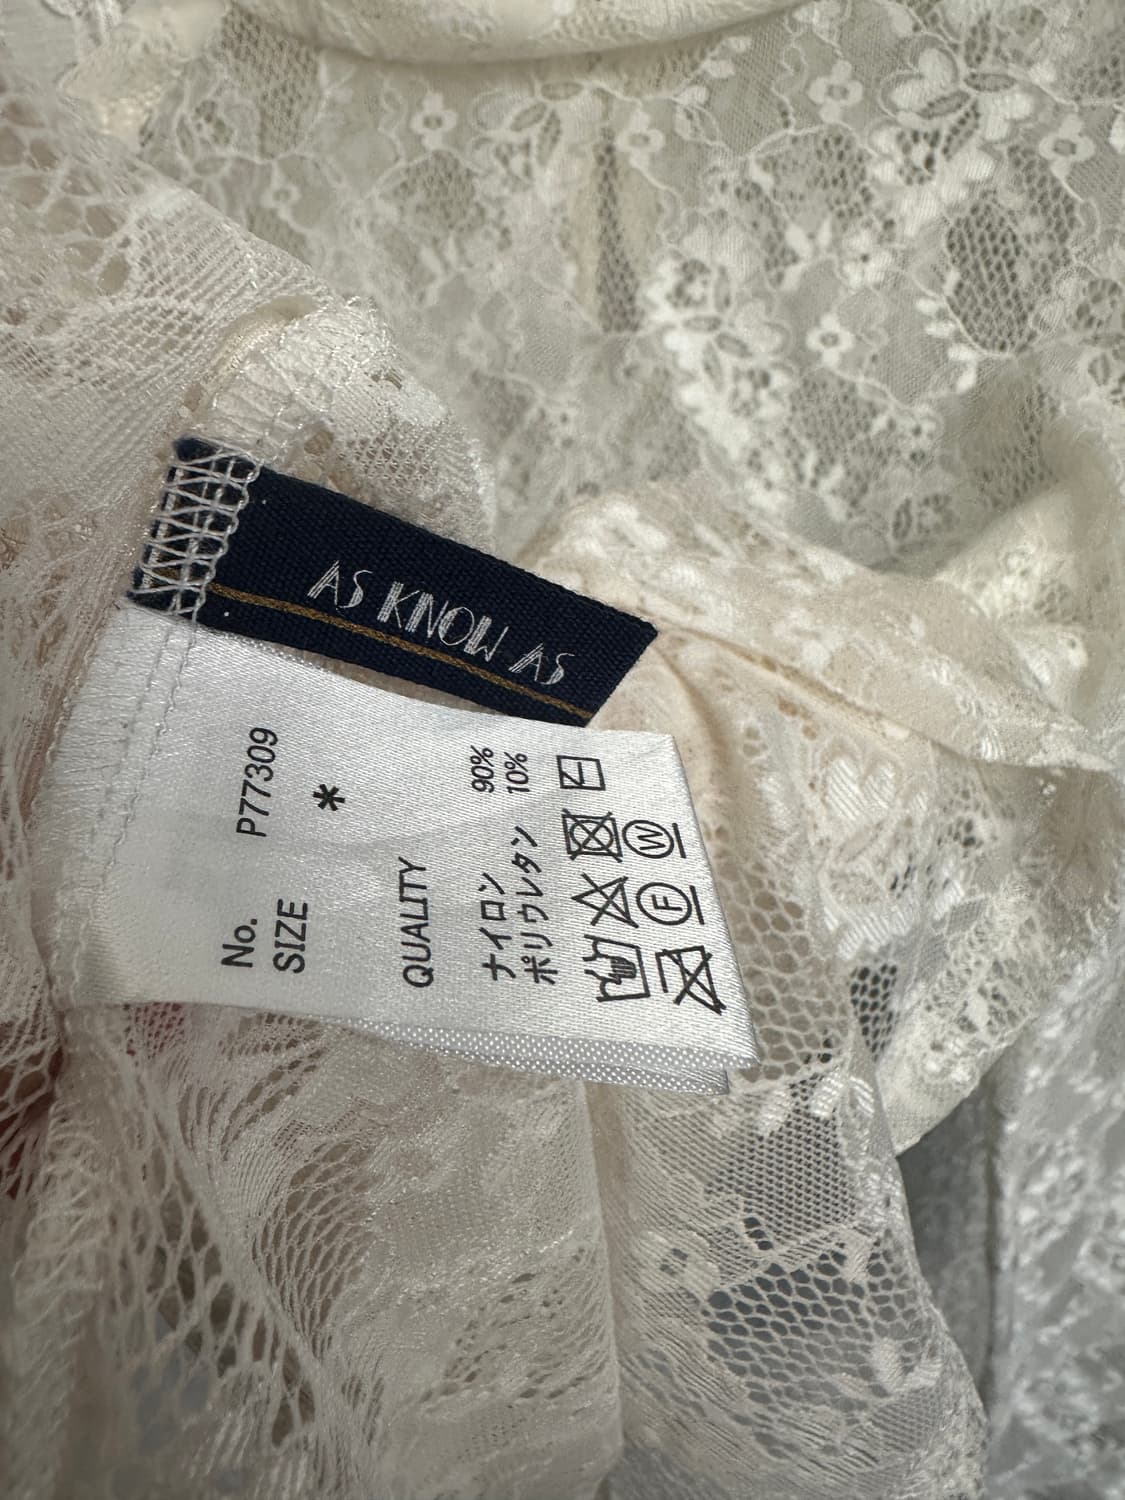 AS KNOW AS
No. P77309
SIZE *
QUALITY
ナイロン 90%
ポリウレタン 10%
F W